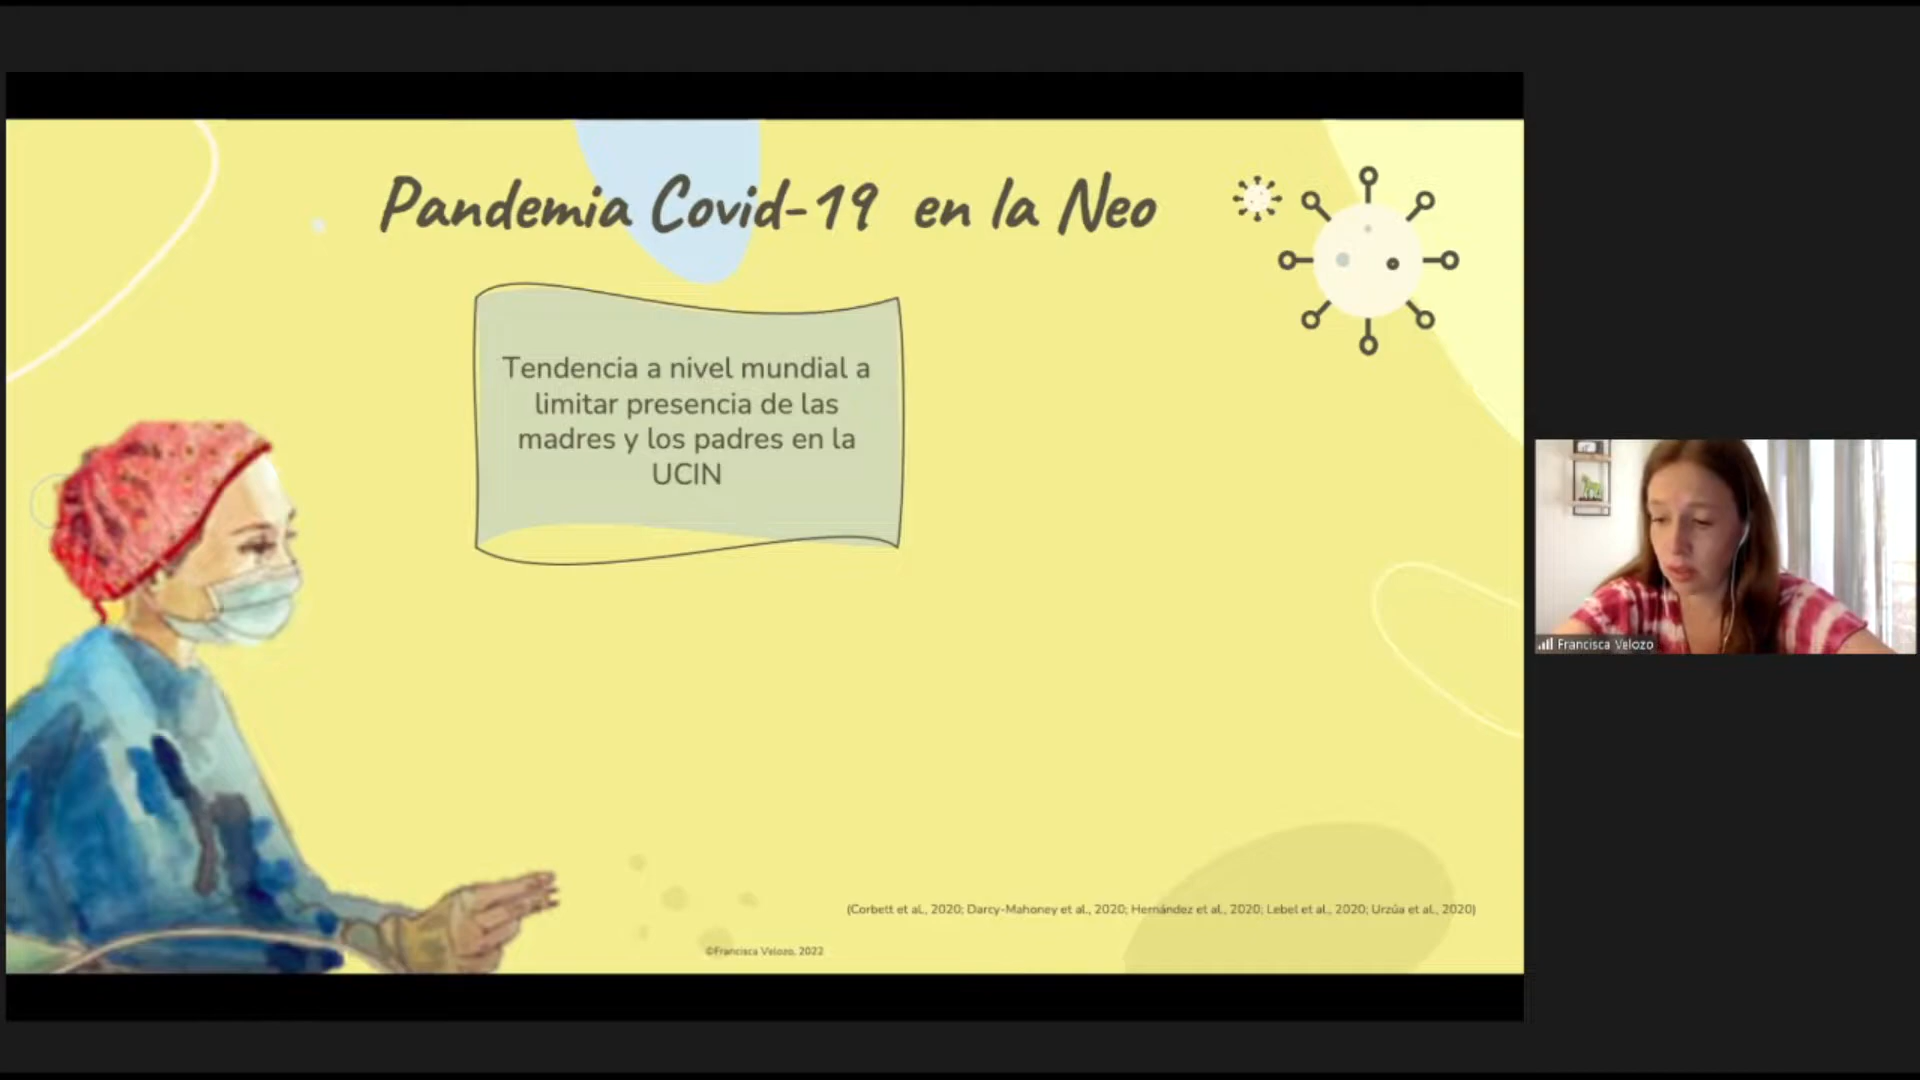 Pandemia Covid-19 en la Neo
Tendencia a nivel mundial a
limitar presencia de las
madres y los padres en la
UCIN
(Corbett et al., 2020; Darcy-Mahoney et al., 2020; Hernández et al., 2020; Lebel et al., 2020; Urzúa et al., 2020)
©Francisca Velozo, 2022
Francisca Velozo